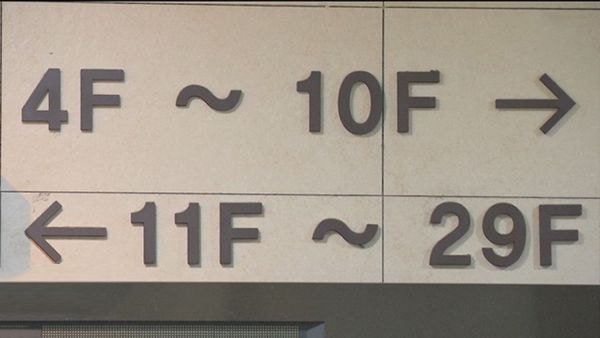 4F ~ 10F →
← 11F ~ 29F